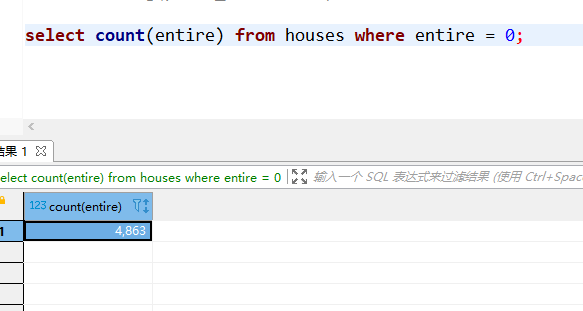 select count(entire) from houses where entire = 0;
结果 1
select count(entire) from houses where entire = 0
输入一个 SQL 表达式来过滤结果 (使用 Ctrl+Spac
123 count(entire)
1
4,863